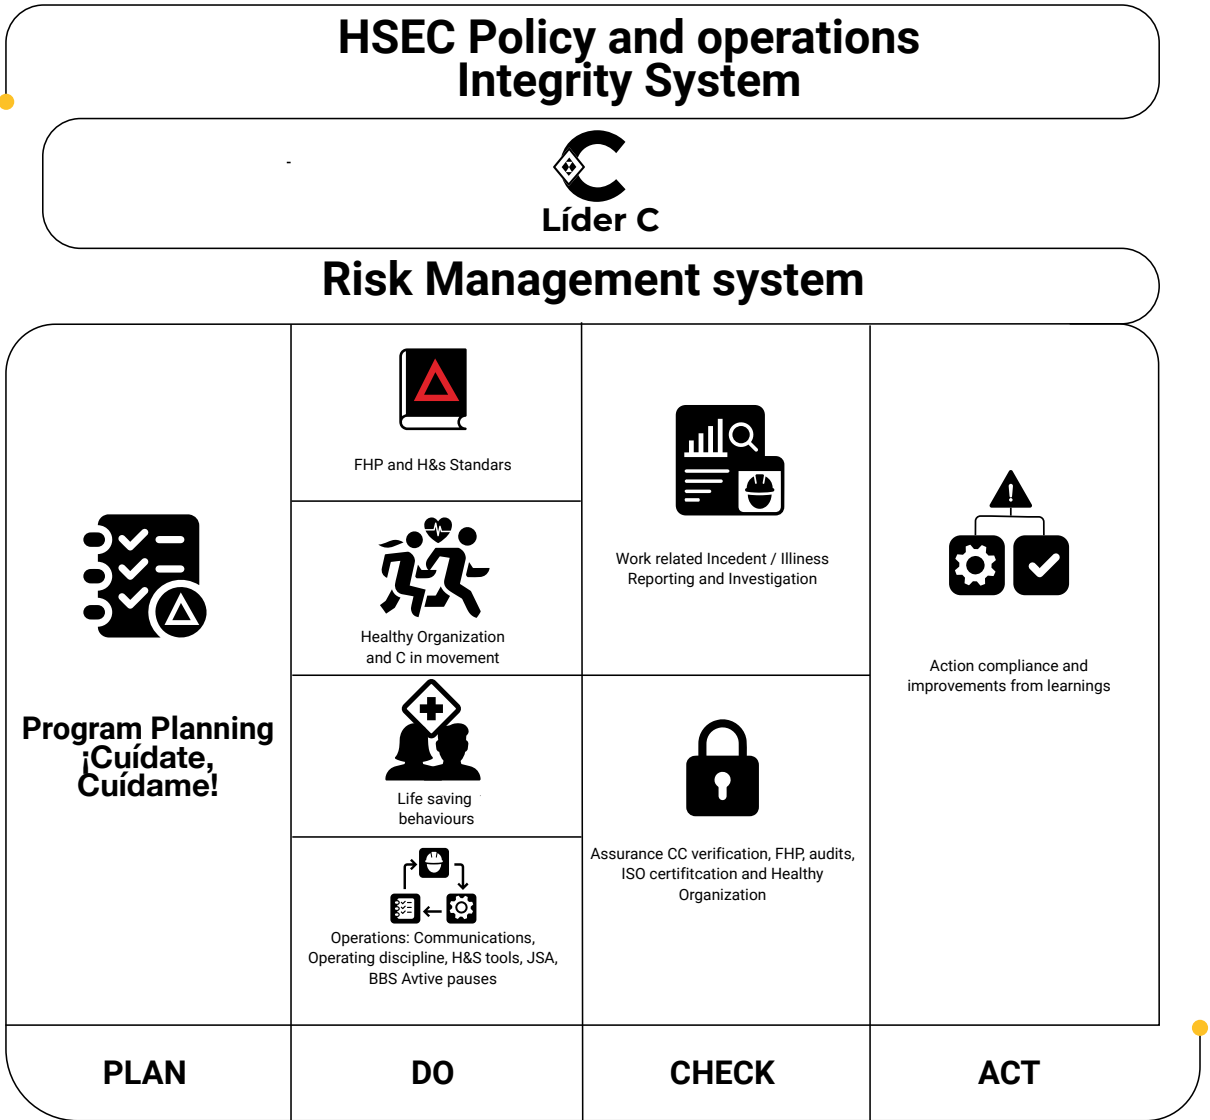 HSEC Policy and operations
Integrity System
-
Líder C
Risk Management system
Program Planning
¡Cuídate,
Cuídame!
PLAN
FHP and H&s Standars
Healthy Organization
and C in movement
Life saving
behaviours
Operations: Communications,
Operating discipline, H&S tools, JSA,
BBS Avtive pauses
DO
Work related Incedent / Illiness
Reporting and Investigation
Assurance CC verification, FHP, audits,
ISO certifitcation and Healthy
Organization
CHECK
Action compliance and
improvements from learnings
ACT